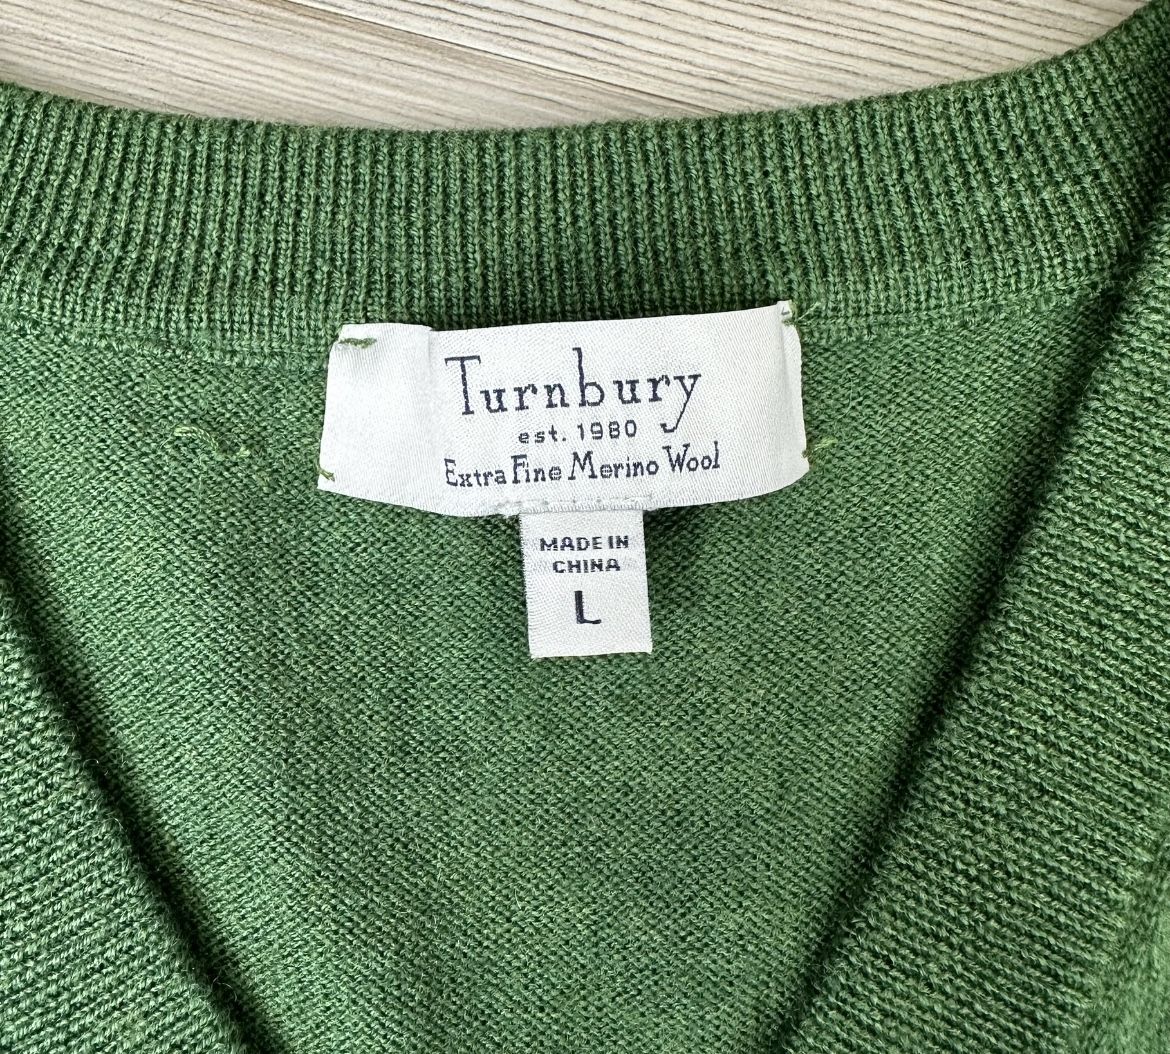 Turnbury
est. 1980
Extra Fine Merino Wool
MADE IN
CHINA
L